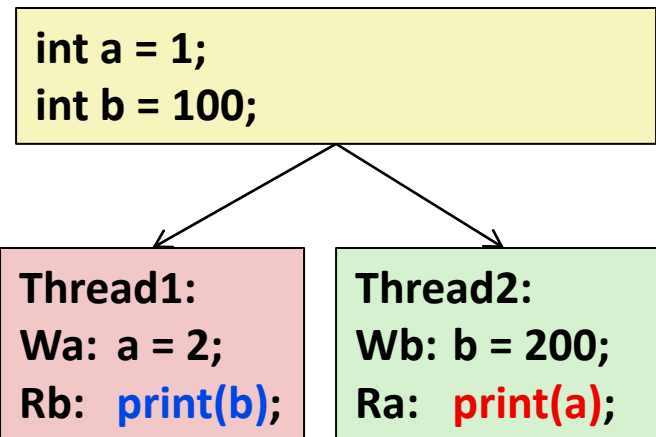 int a = 1;
int b = 100;
Thread1:
Wa: a = 2;
Rb: print(b);
Thread2:
Wb: b = 200;
Ra: print(a);